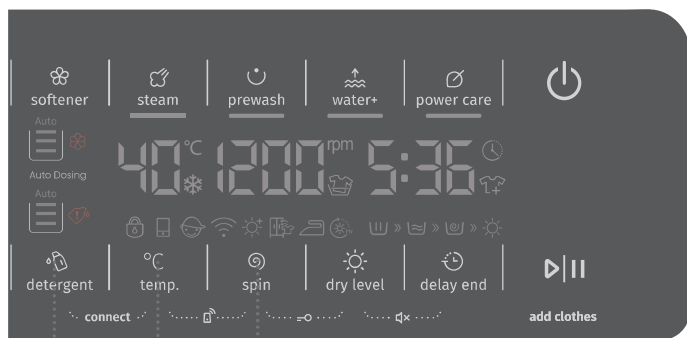 softener steam prewash water+ power care
Auto
40 °C 1200 rpm 5:36
Auto Dosing
Auto
detergent °C temp. spin dry level delay end
connect add clothes